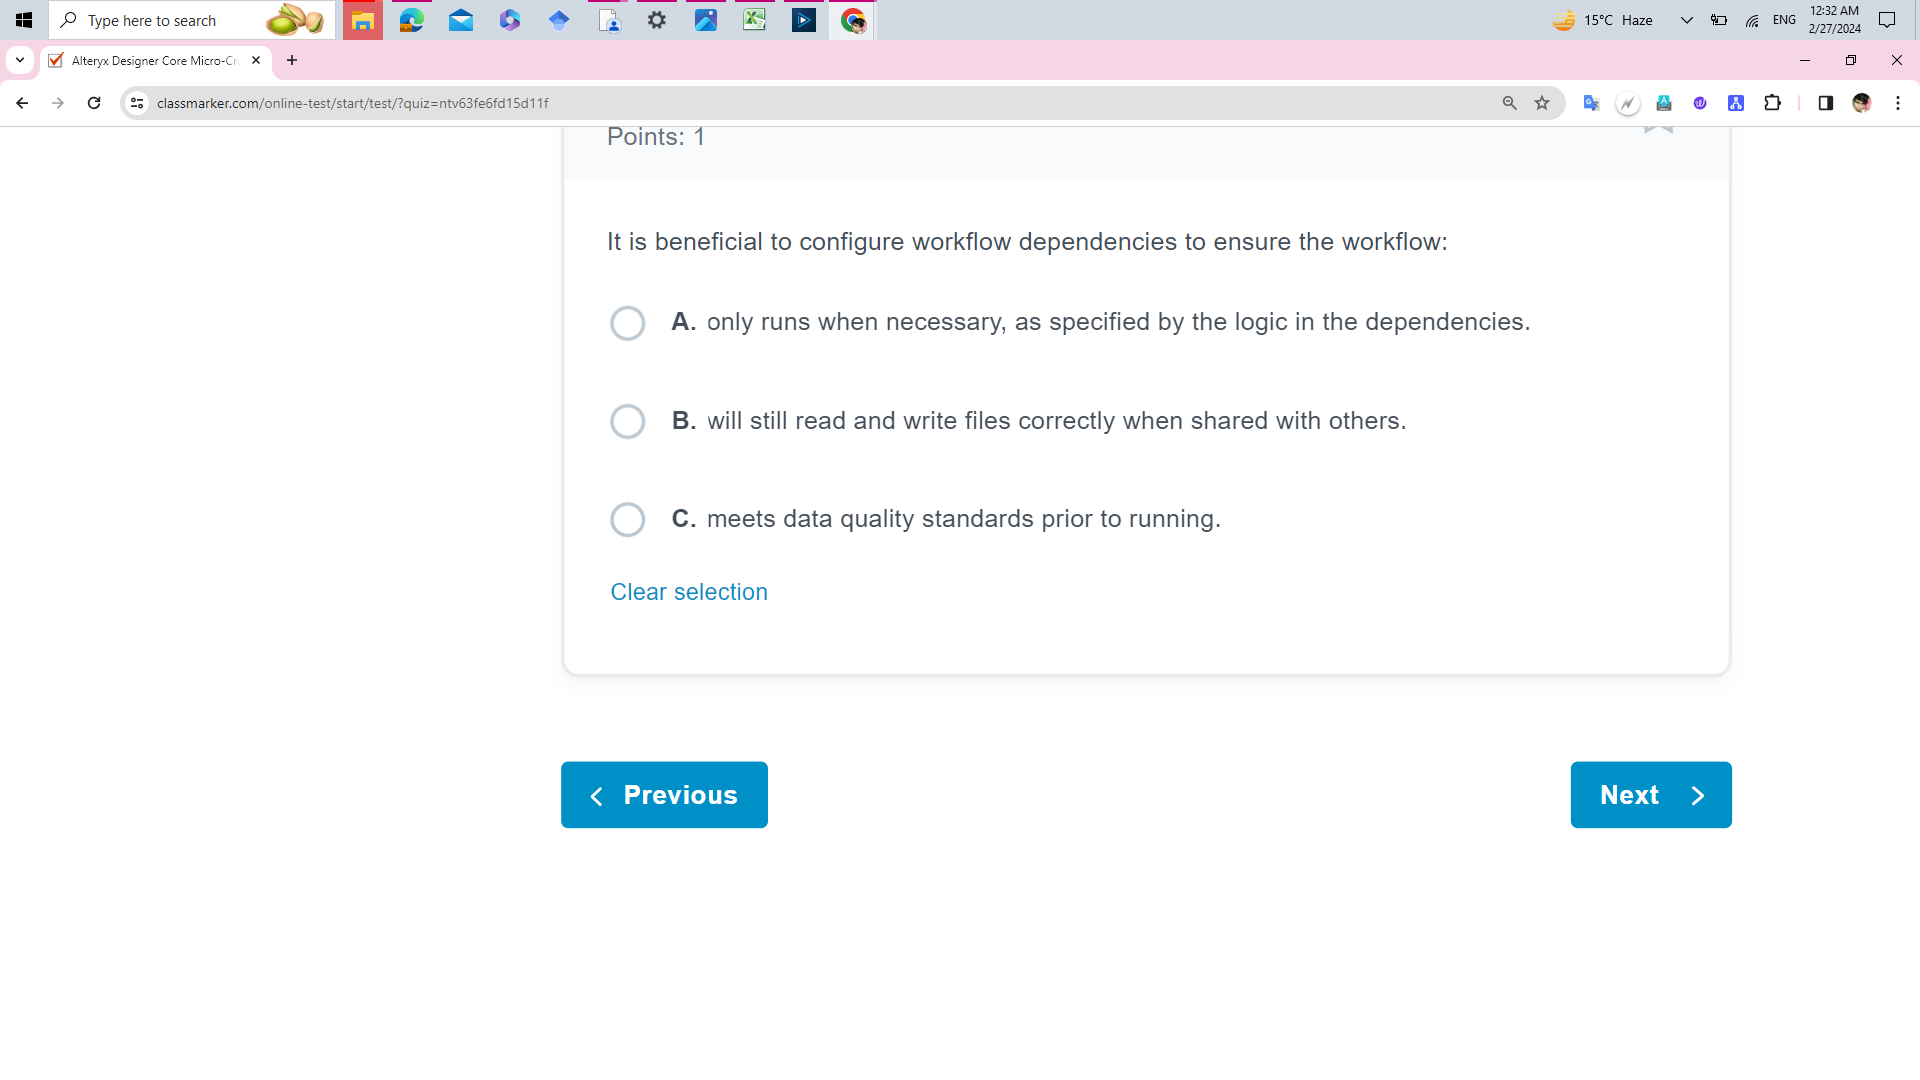 Type here to search
15°C Haze
ENG
12:32 AM
2/27/2024
Alteryx Designer Core Micro-Cr
classmarker.com/online-test/start/test/?quiz=ntv63fe6fd15d11f
Points: 1
It is beneficial to configure workflow dependencies to ensure the workflow:
A. only runs when necessary, as specified by the logic in the dependencies.
B. will still read and write files correctly when shared with others.
C. meets data quality standards prior to running.
Clear selection
Previous
Next